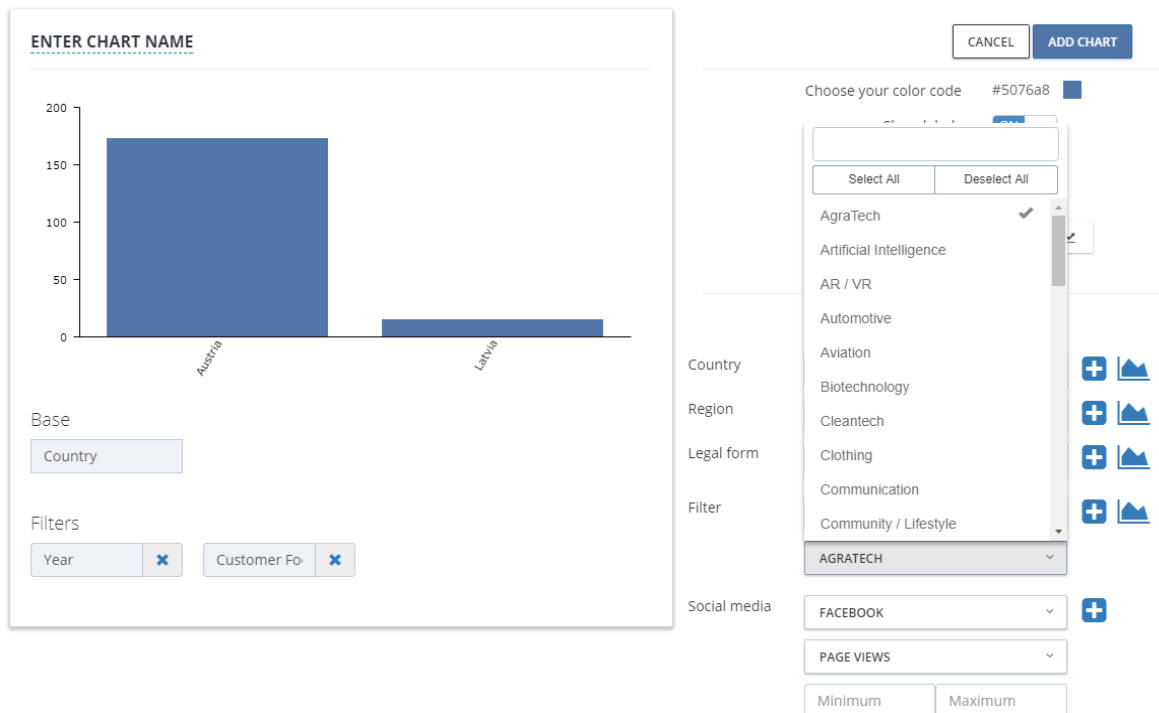 ENTER CHART NAME
200
150
100
50
0
Austria
Latvia
Base
Country
Filters
Year
Customer Fo
CANCEL
ADD CHART
Choose your color code #5076a8
Select All
Deselect All
AgraTech
Artificial Intelligence
AR / VR
Automotive
Aviation
Biotechnology
Cleantech
Clothing
Communication
Community / Lifestyle
Country
Region
Legal form
Filter
AGRATECH
Social media
FACEBOOK
PAGE VIEWS
Minimum
Maximum